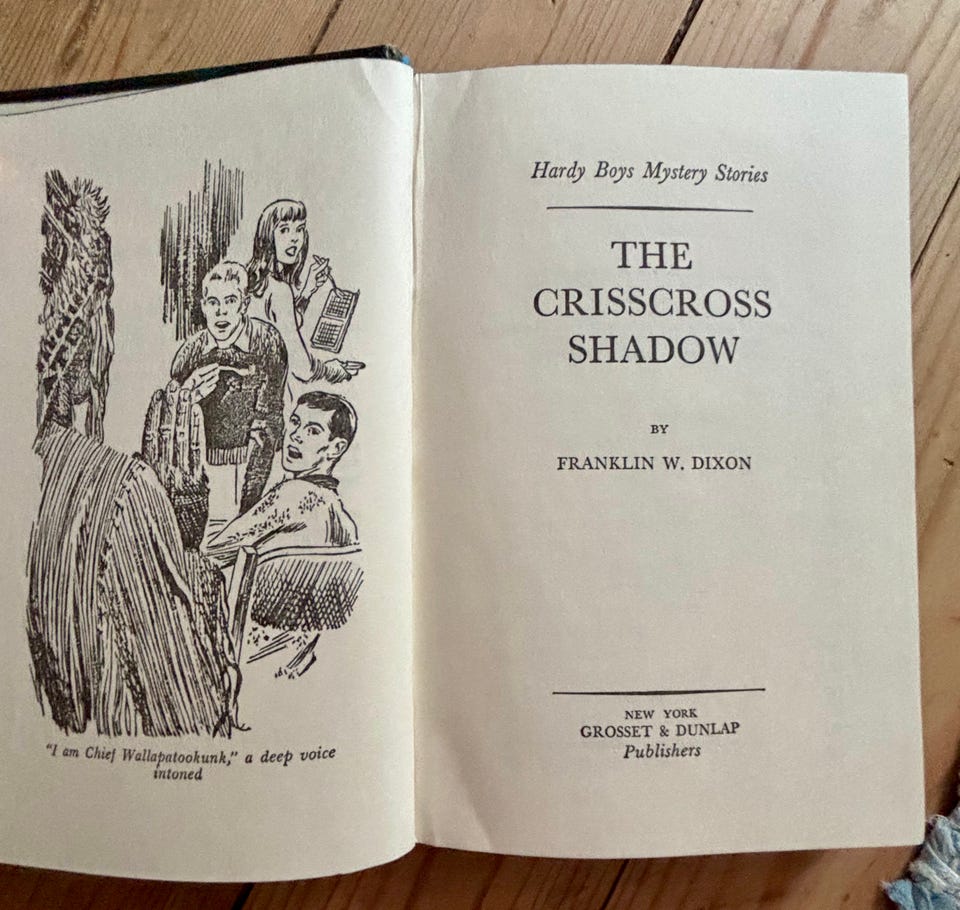 "I am Chief Wallapatookunk," a deep voice
intoned
Hardy Boys Mystery Stories
THE
CRISSCROSS
SHADOW
BY
FRANKLIN W. DIXON
NEW YORK
GROSSET & DUNLAP
Publishers